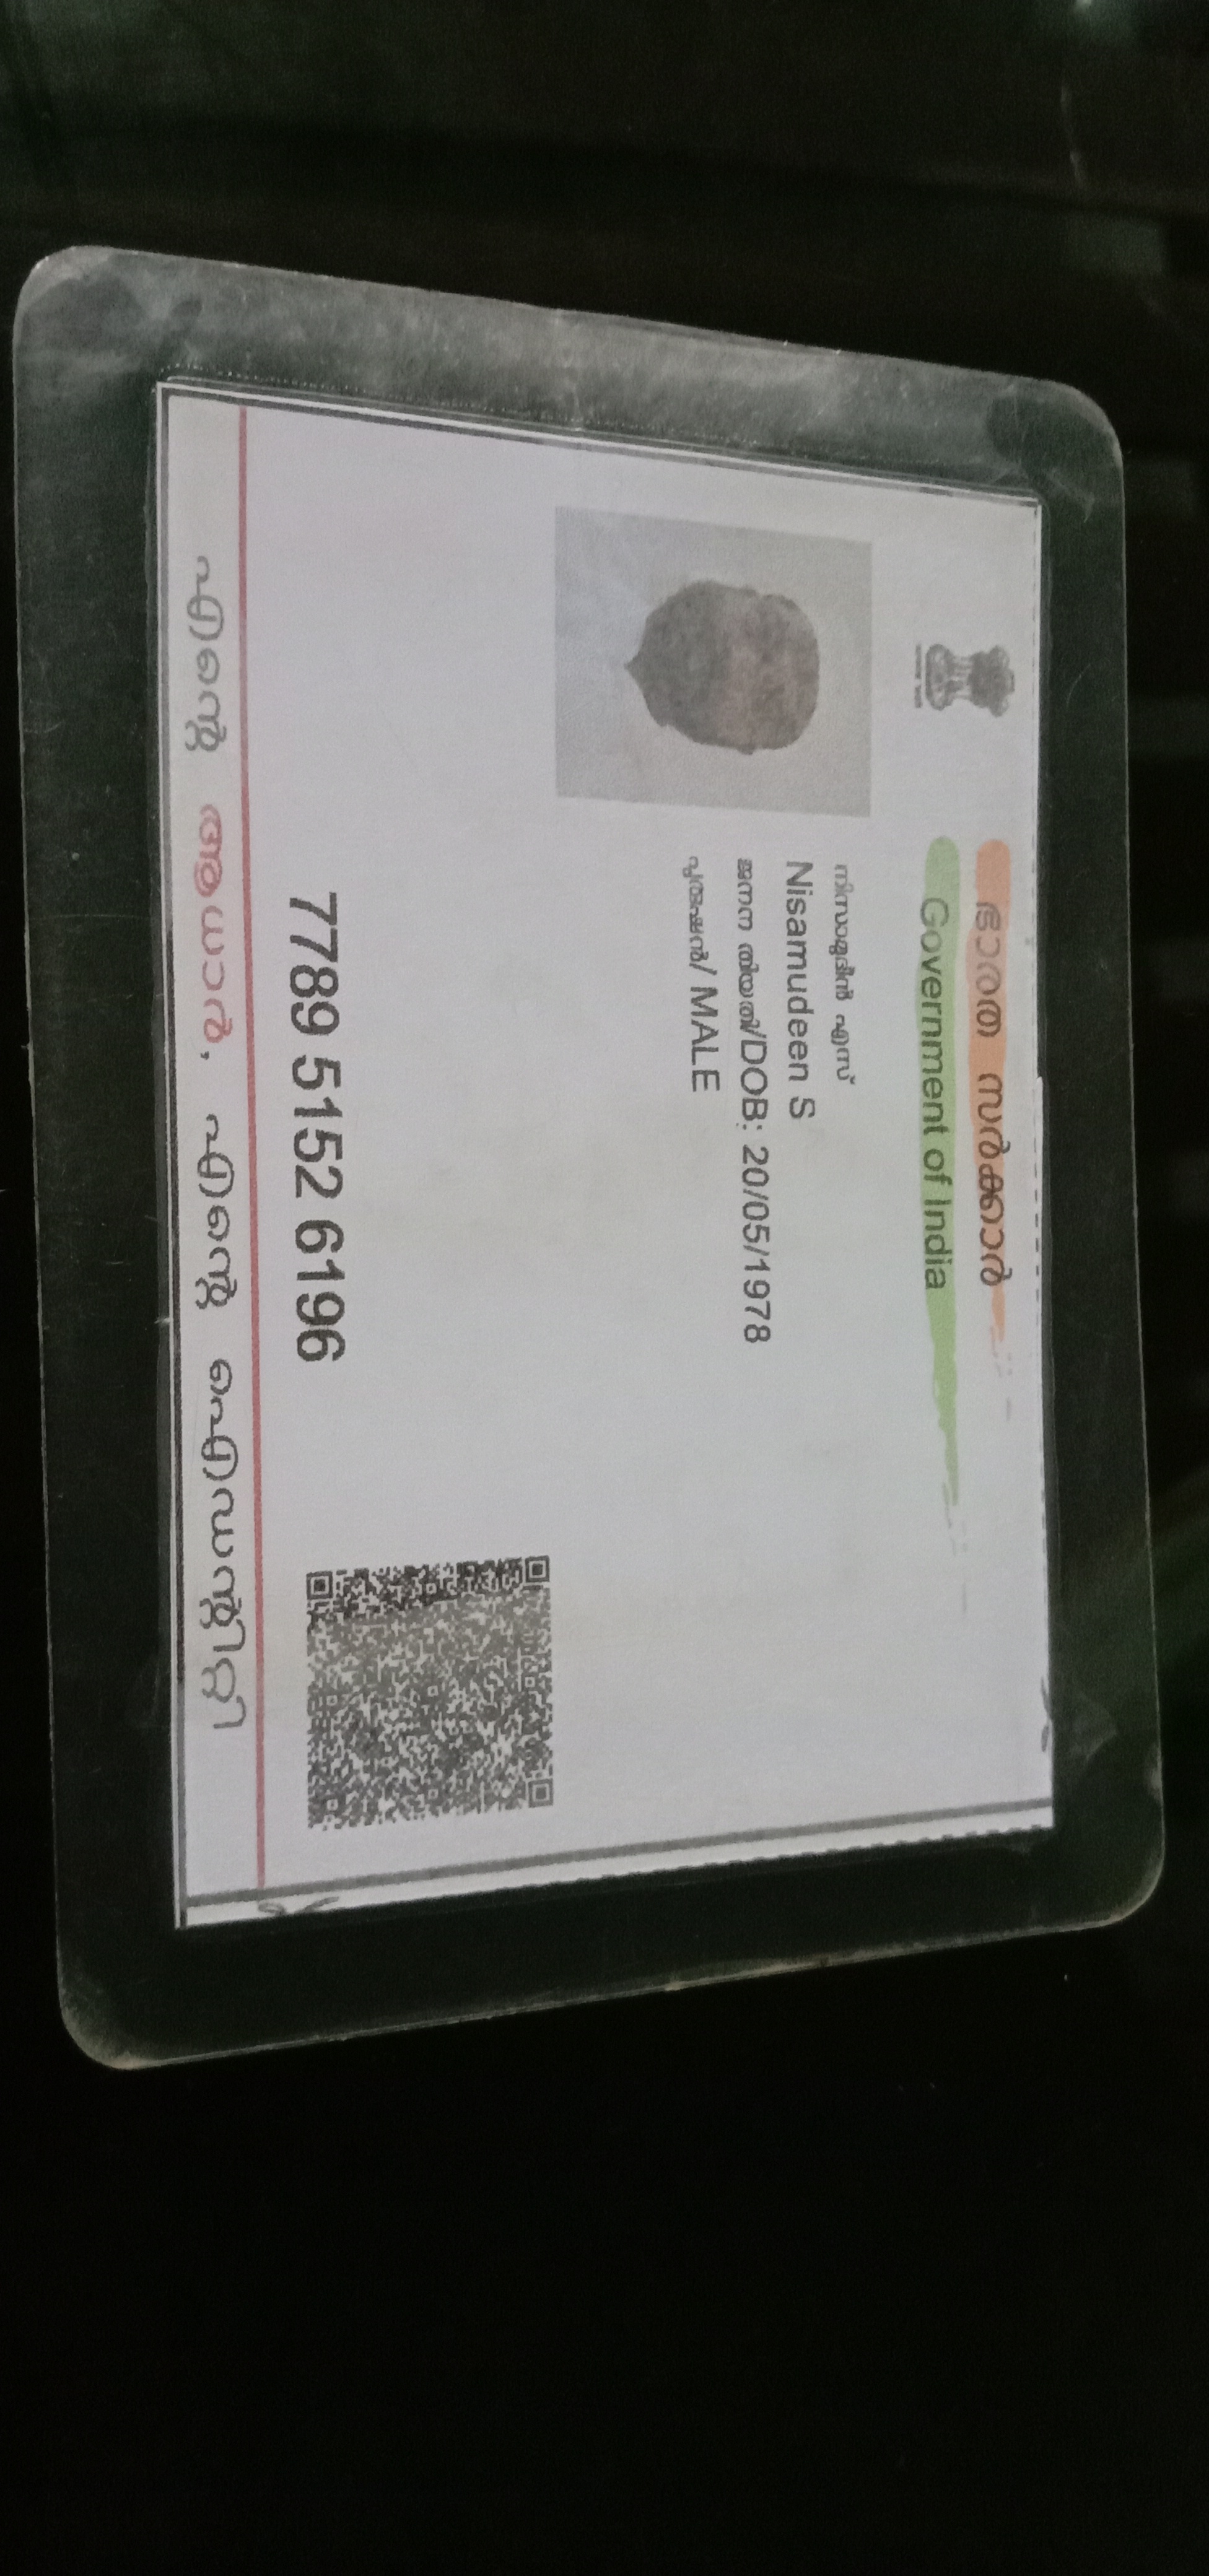 ഭാരത സർക്കാർ
Government of India
നിസാമുദീൻ എസ്
Nisamudeen S
ജനന തിയതി/DOB: 20/05/1978
പുരുഷൻ/ MALE
7789 5152 6196
എന്റെ ആധാർ, എന്റെ ഐഡന്റിറ്റി